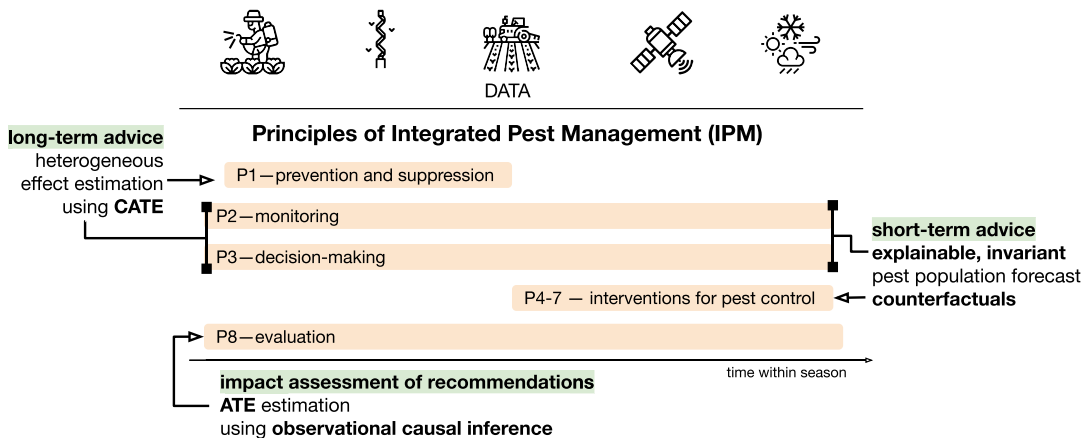 DATA
Principles of Integrated Pest Management (IPM)
long-term advice
heterogeneous
effect estimation
using CATE
P1—prevention and suppression
P2—monitoring
P3—decision-making
short-term advice
explainable, invariant
pest population forecast
counterfactuals
P4-7 — interventions for pest control
P8—evaluation
time within season
impact assessment of recommendations
ATE estimation
using observational causal inference